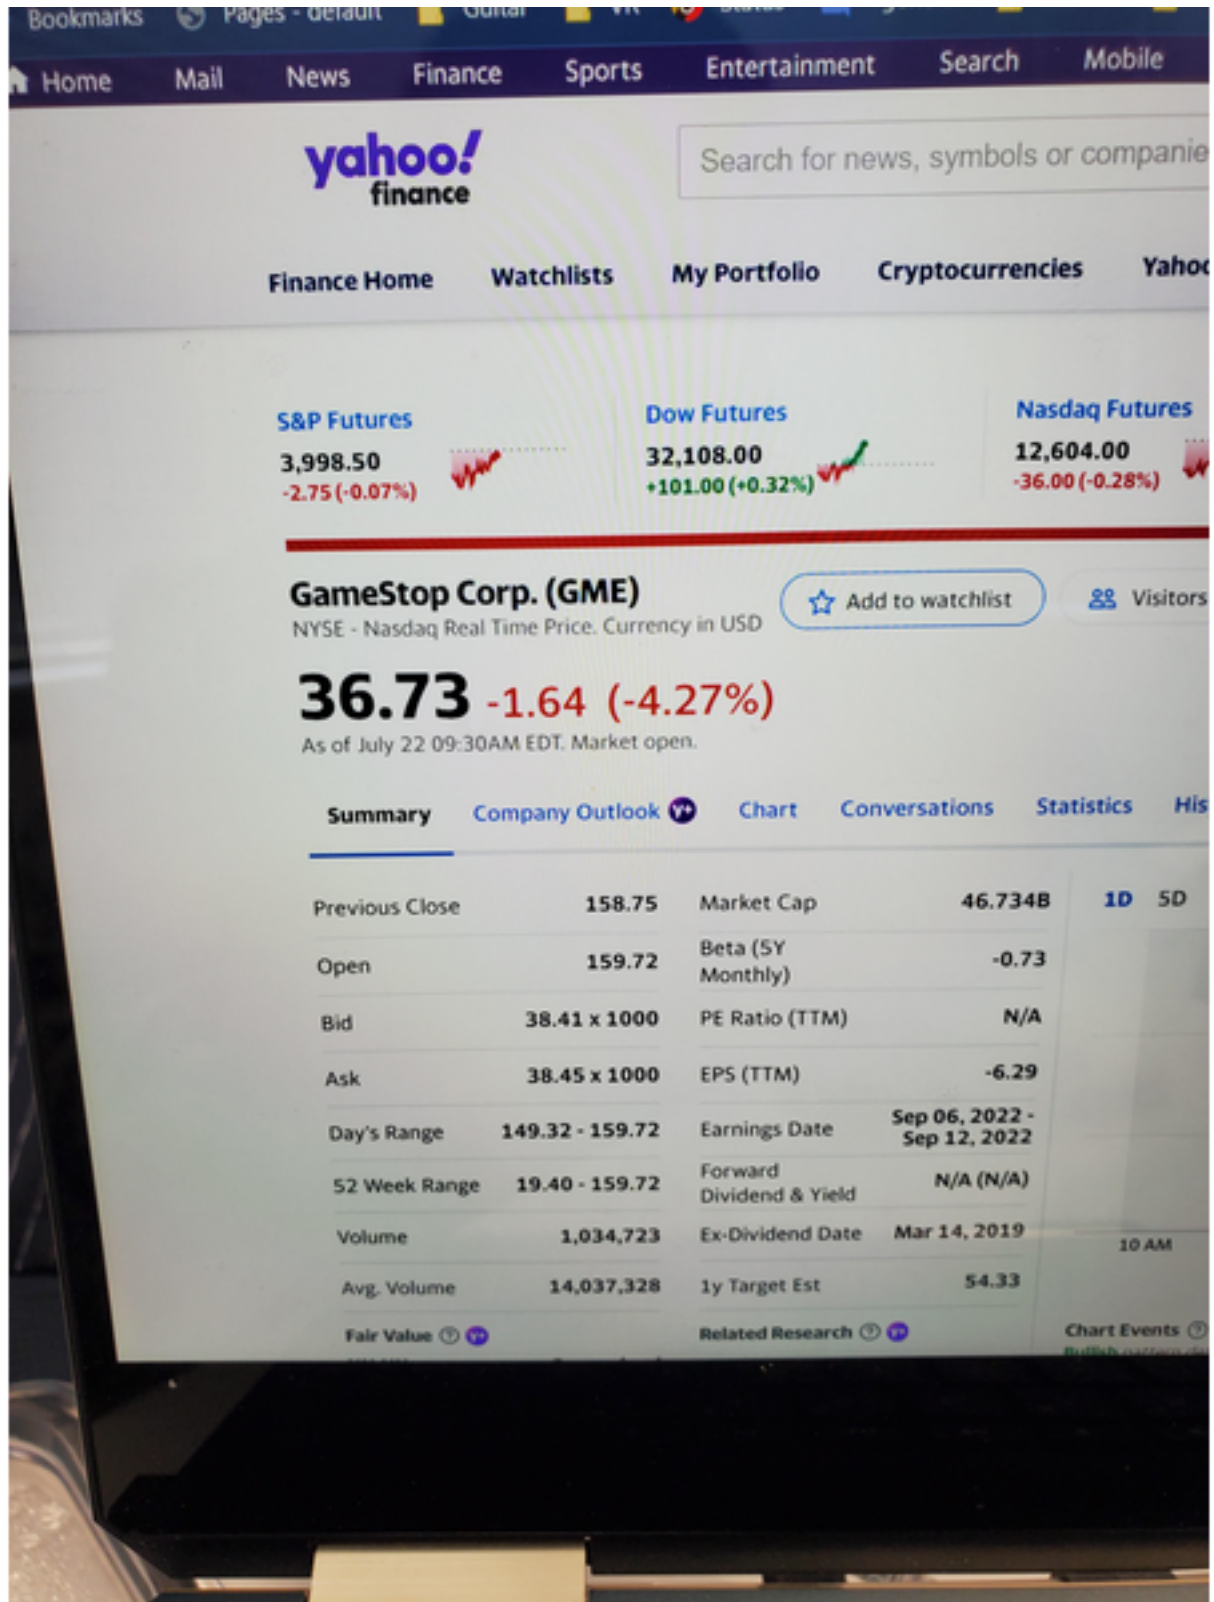 Bookmarks Pages - default Guitar VR Status
Home Mail News Finance Sports Entertainment Search Mobile
yahoo!
finance
Search for news, symbols or companie
Finance Home Watchlists My Portfolio Cryptocurrencies Yahoo
S&P Futures Dow Futures Nasdaq Futures
3,998.50 32,108.00 12,604.00
-2.75 (-0.07%) +101.00 (+0.32%) -36.00 (-0.28%)
GameStop Corp. (GME) Add to watchlist Visitors
NYSE - Nasdaq Real Time Price. Currency in USD
36.73 -1.64 (-4.27%)
As of July 22 09:30AM EDT. Market open.
Summary Company Outlook Y+ Chart Conversations Statistics His
Previous Close 158.75 Market Cap 46.734B 1D 5D
Open 159.72 Beta (5Y Monthly) -0.73
Bid 38.41 x 1000 PE Ratio (TTM) N/A
Ask 38.45 x 1000 EPS (TTM) -6.29
Day's Range 149.32 - 159.72 Earnings Date Sep 06, 2022 - Sep 12, 2022
52 Week Range 19.40 - 159.72 Forward Dividend & Yield N/A (N/A)
Volume 1,034,723 Ex-Dividend Date Mar 14, 2019 10 AM
Avg. Volume 14,037,328 1y Target Est 54.33
Fair Value Y+ Related Research Y+ Chart Events
Bullish